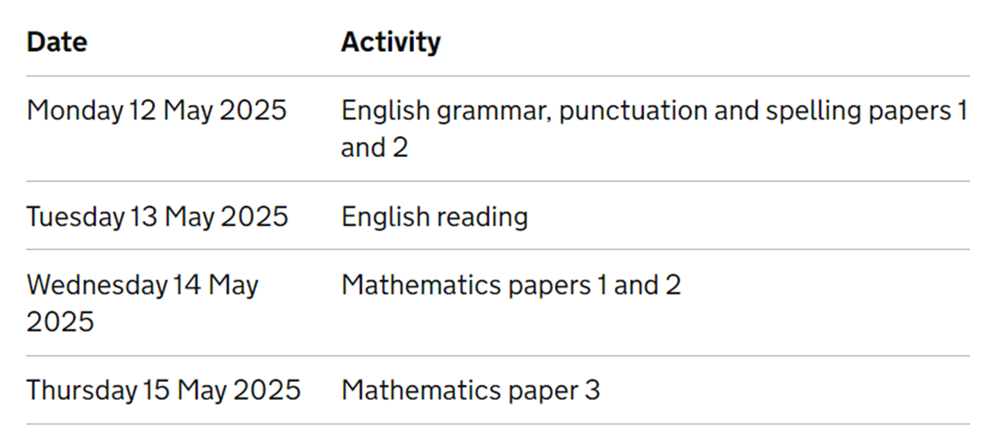 Date Activity
Monday 12 May 2025 English grammar, punctuation and spelling papers 1
and 2
Tuesday 13 May 2025 English reading
Wednesday 14 May Mathematics papers 1 and 2
2025
Thursday 15 May 2025 Mathematics paper 3